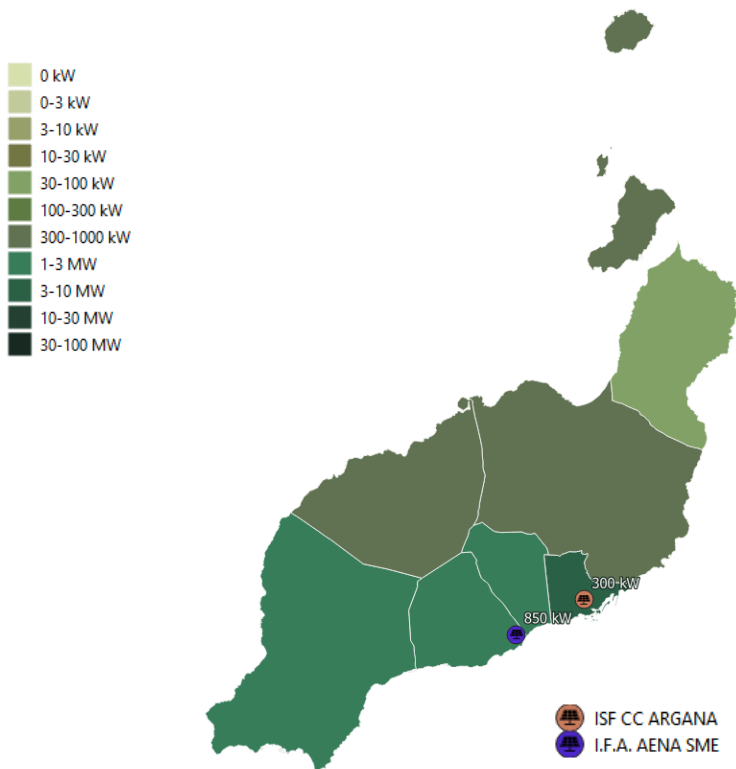 0 kW
0-3 kW
3-10 kW
10-30 kW
30-100 kW
100-300 kW
300-1000 kW
1-3 MW
3-10 MW
10-30 MW
30-100 MW
300 kW
850 kW
ISF CC ARGANA
I.F.A. AENA SME